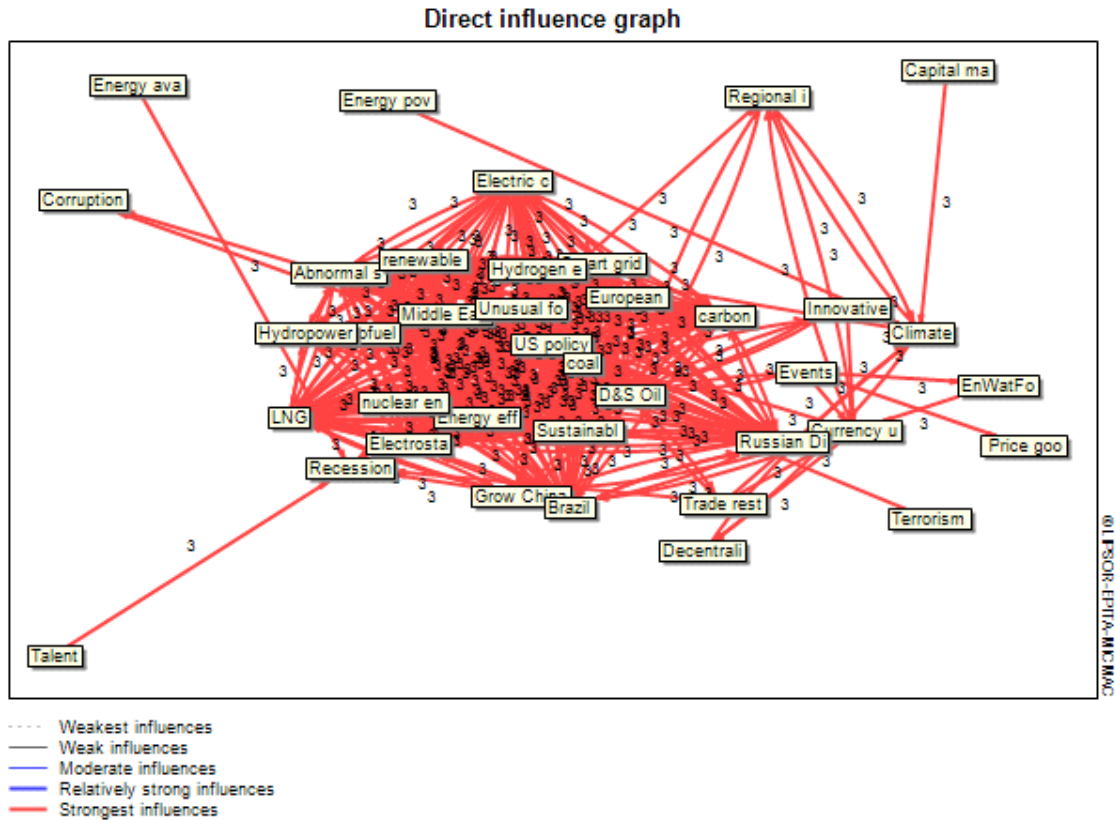 Direct influence graph
Capital ma
Energy ava
Energy pov
Regional i
Electric c
Corruption
renewable
Abnormal s
Hydrogen e
art grid
European
Middle Ea
Unusual fo
carbon
Innovative
Hydropower
ofuel
Climate
US policy
coal
Events
EnWatFo
D&S Oil
nuclear en
LNG
Energy eff
Sustainabl
Currency u
Russian Di
Electrosta
Price goo
Recession
Grow China
Brazil
Trade rest
Terrorism
Decentrali
Talent
3
© LIPSOR-EPITA-MICMAC
Weakest influences
Weak influences
Moderate influences
Relatively strong influences
Strongest influences